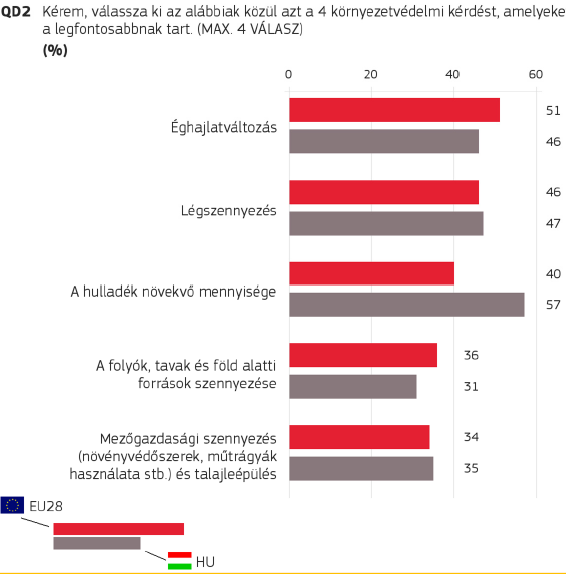 QD2 Kérem, válassza ki az alábbiak közül azt a 4 környezetvédelmi kérdést, amelyeke
a legfontosabbnak tart. (MAX. 4 VÁLASZ)
(%)
0 20 40 60
Éghajlatváltozás
51
46
Légszennyezés
46
47
A hulladék növekvő mennyisége
40
57
A folyók, tavak és föld alatti
források szennyezése
36
31
Mezőgazdasági szennyezés
(növényvédőszerek, műtrágyák
használata stb.) és talajleépülés
34
35
EU28
HU